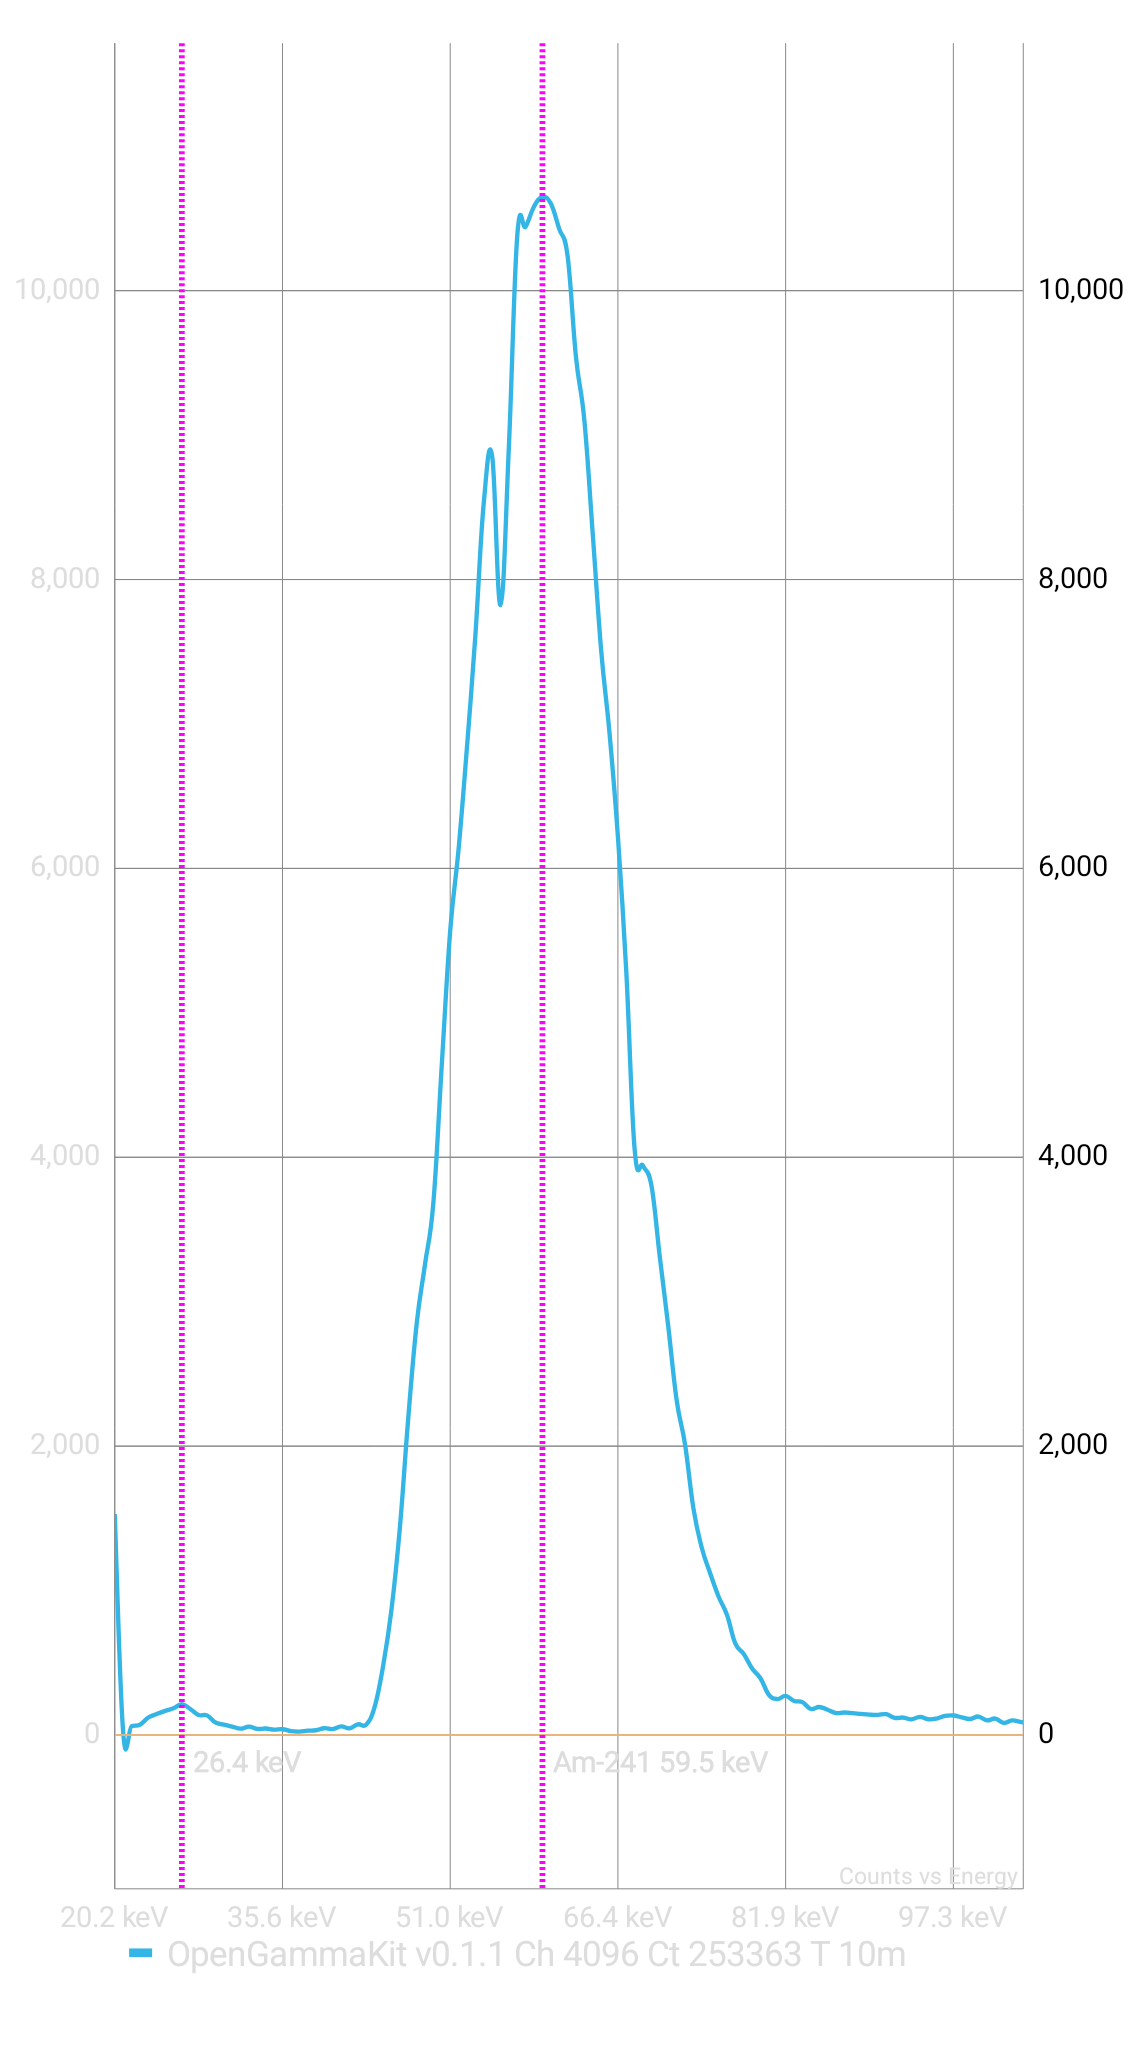 10,000 10,000
8,000 8,000
6,000 6,000
4,000 4,000
2,000 2,000
0 0
26.4 keV Am-241 59.5 keV
Counts vs Energy
20.2 keV 35.6 keV 51.0 keV 66.4 keV 81.9 keV 97.3 keV
OpenGammaKit v0.1.1 Ch 4096 Ct 253363 T 10m